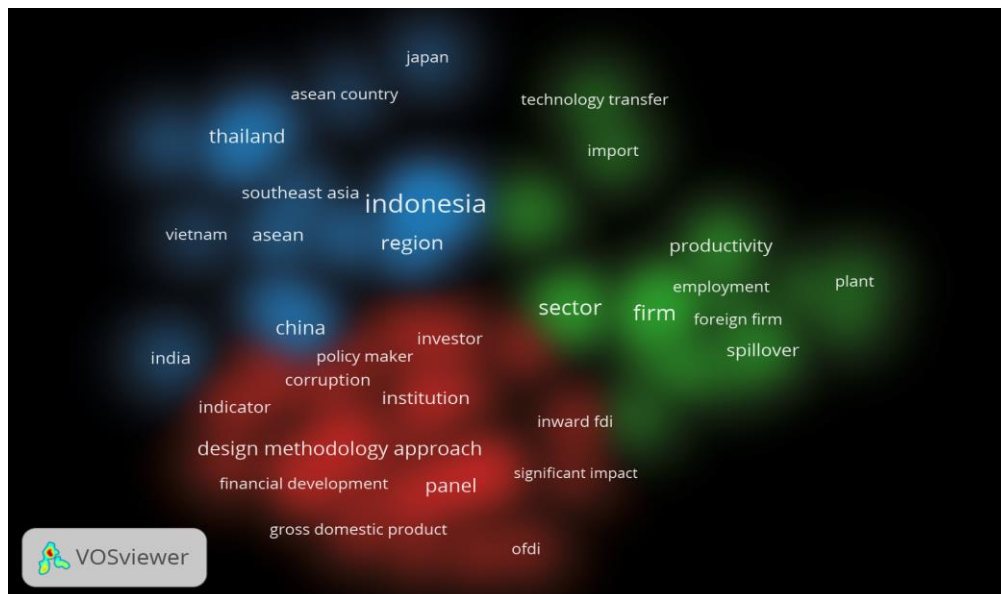 japan
asean country
technology transfer
thailand
import
southeast asia
indonesia
vietnam
asean
region
productivity
plant
employment
sector
firm
foreign firm
china
investor
spillover
india
policy maker
corruption
institution
indicator
inward fdi
design methodology approach
significant impact
financial development
panel
gross domestic product
ofdi
VOSviewer